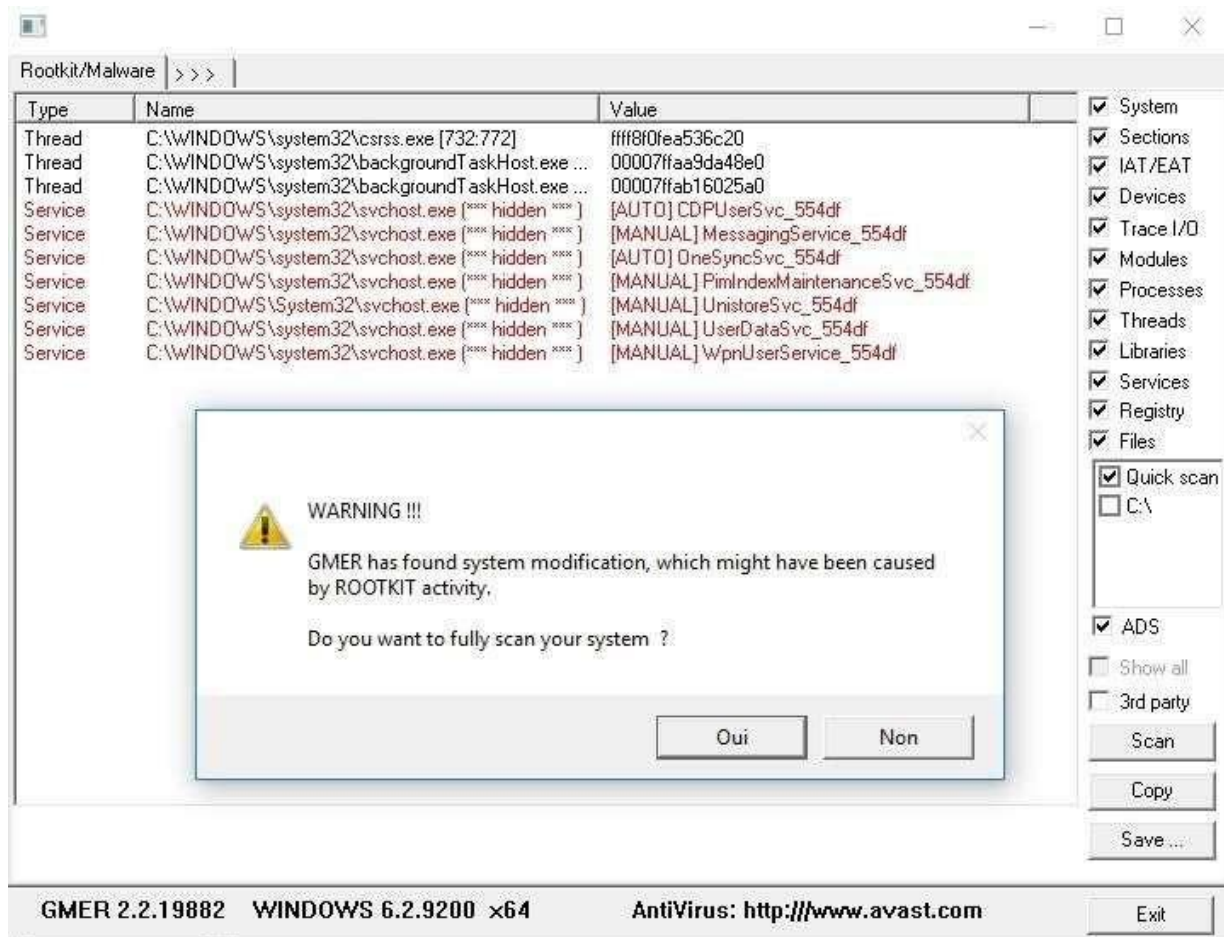 Rootkit/Malware > > >
Type Name Value
Thread C:\WINDOWS\system32\csrss.exe [732:772] ffff8f0fea536c20
Thread C:\WINDOWS\system32\backgroundTaskHost.exe ... 00007ffaa9da48e0
Thread C:\WINDOWS\system32\backgroundTaskHost.exe ... 00007ffab16025a0
Service C:\WINDOWS\system32\svchost.exe (*** hidden *** ) [AUTO] CDPUserSvc_554df
Service C:\WINDOWS\system32\svchost.exe (*** hidden *** ) [MANUAL] MessagingService_554df
Service C:\WINDOWS\system32\svchost.exe (*** hidden *** ) [AUTO] OneSyncSvc_554df
Service C:\WINDOWS\system32\svchost.exe (*** hidden *** ) [MANUAL] PimIndexMaintenanceSvc_554df
Service C:\WINDOWS\System32\svchost.exe (*** hidden *** ) [MANUAL] UnistoreSvc_554df
Service C:\WINDOWS\system32\svchost.exe (*** hidden *** ) [MANUAL] UserDataSvc_554df
Service C:\WINDOWS\system32\svchost.exe (*** hidden *** ) [MANUAL] WpnUserService_554df
WARNING !!!
GMER has found system modification, which might have been caused
by ROOTKIT activity.
Do you want to fully scan your system ?
Oui Non
System
Sections
IAT/EAT
Devices
Trace I/O
Modules
Processes
Threads
Libraries
Services
Registry
Files
Quick scan
C:\
ADS
Show all
3rd party
Scan
Copy
Save ...
GMER 2.2.19882 WINDOWS 6.2.9200 x64 AntiVirus: http:///www.avast.com Exit